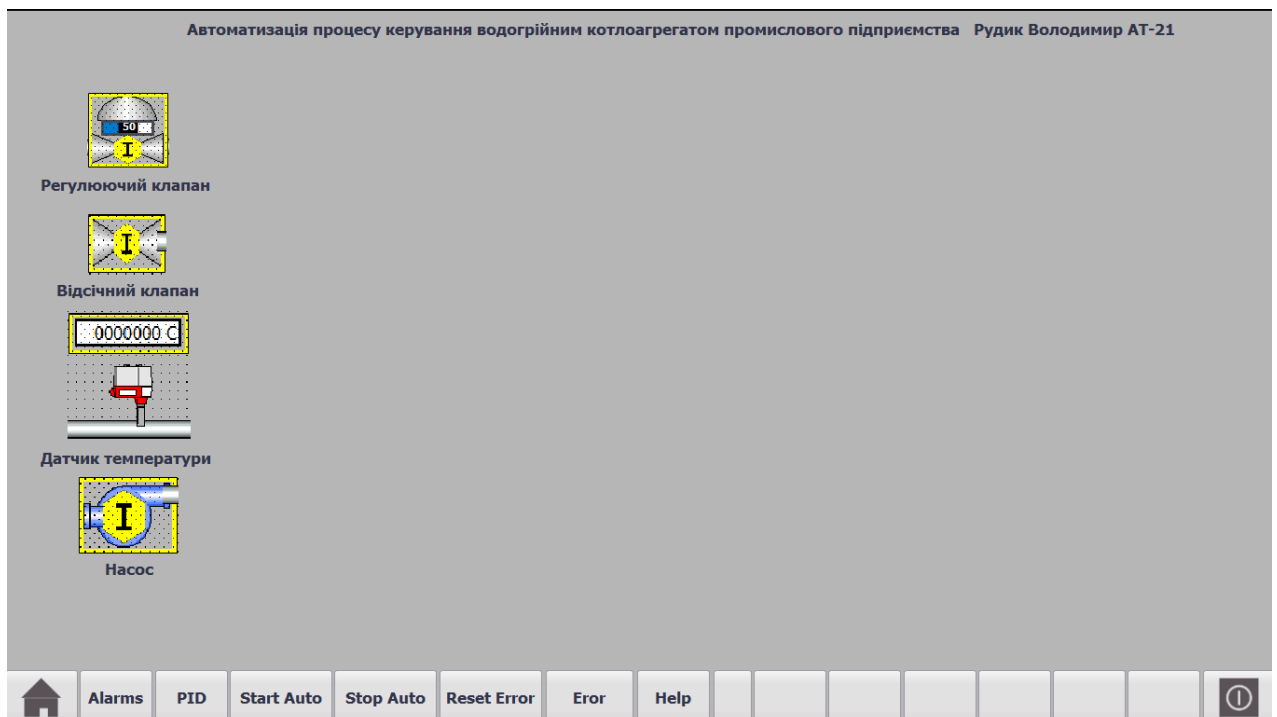 Автоматизація процесу керування водогрійним котлоагрегатом промислового підприємства Рудик Володимир АТ-21
50
I
Регулюючий клапан
I
Відсічний клапан
0000000 C
Датчик температури
I
Насос
Alarms PID Start Auto Stop Auto Reset Error Eror Help